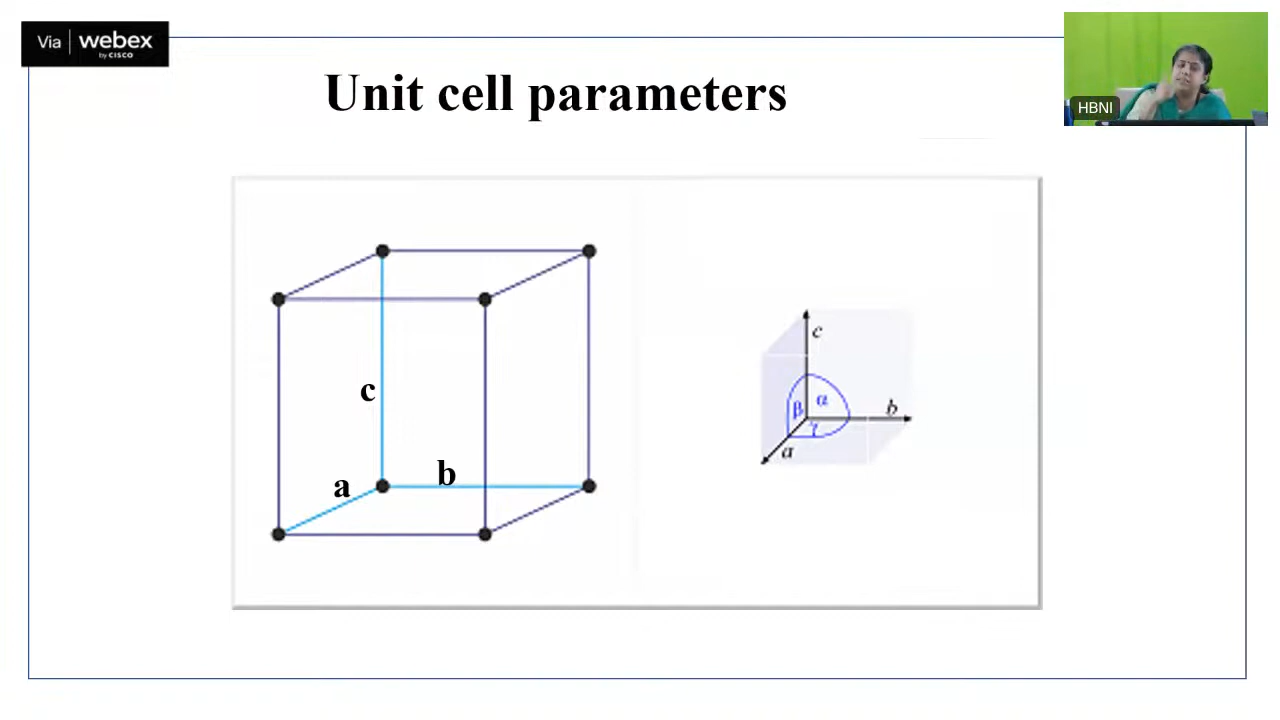 Via | webex
by CISCO
Unit cell parameters
HBNI
c
a
b
c
β
α
b
γ
a